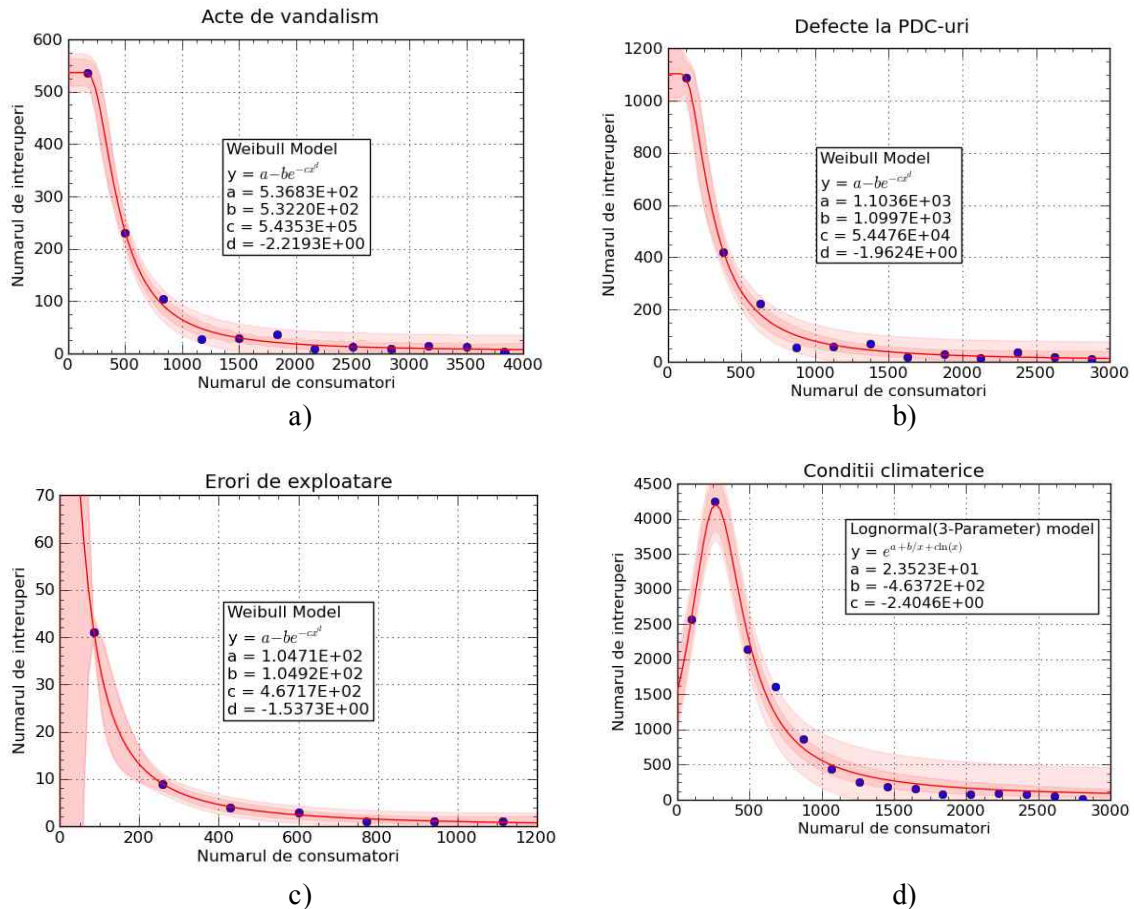 Acte de vandalism
600
500
400
300
200
100
0
0 500 1000 1500 2000 2500 3000 3500 4000
Numarul de intreruperi
Numarul de consumatori
Weibull Model
y = a−be^{−cx^d}
a = 5.3683E+02
b = 5.3220E+02
c = 5.4353E+05
d = -2.2193E+00
a)
Defecte la PDC-uri
1200
1000
800
600
400
200
0
0 500 1000 1500 2000 2500 3000
NUmarul de intreruperi
Numarul de consumatori
Weibull Model
y = a−be^{−cx^d}
a = 1.1036E+03
b = 1.0997E+03
c = 5.4476E+04
d = -1.9624E+00
b)
Erori de exploatare
70
60
50
40
30
20
10
0
0 200 400 600 800 1000 1200
Numarul de intreruperi
Numarul de consumatori
Weibull Model
y = a−be^{−cx^d}
a = 1.0471E+02
b = 1.0492E+02
c = 4.6717E+02
d = -1.5373E+00
c)
Conditii climaterice
4500
4000
3500
3000
2500
2000
1500
1000
500
0
0 500 1000 1500 2000 2500 3000
Numarul de intreruperi
Numarul de consumatori
Lognormal(3-Parameter) model
y = e^{a+b/x+cln(x)}
a = 2.3523E+01
b = -4.6372E+02
c = -2.4046E+00
d)